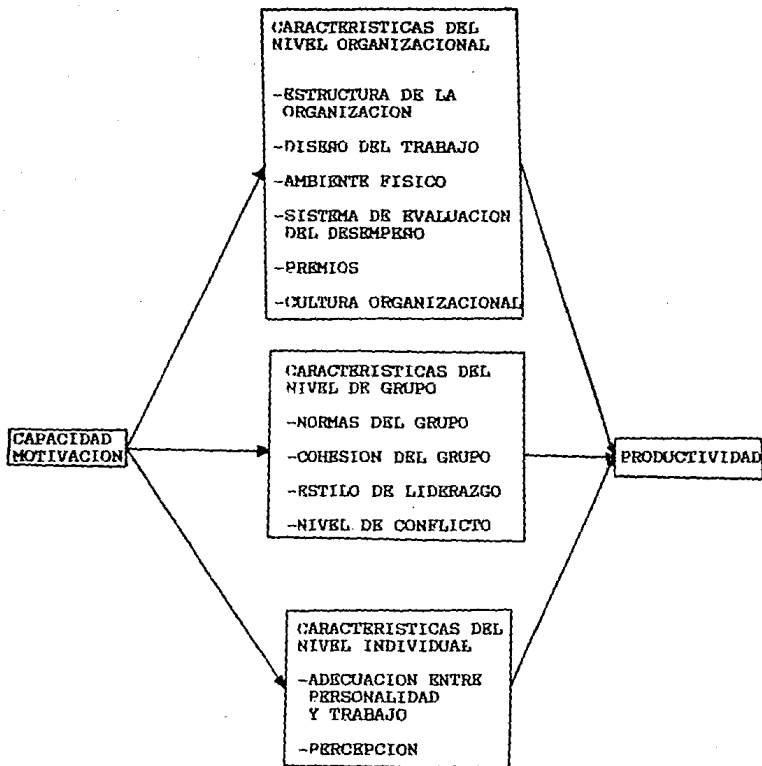 CARACTERISTICAS DEL
NIVEL ORGANIZACIONAL
-ESTRUCTURA DE LA
ORGANIZACION
-DISEÑO DEL TRABAJO
-AMBIENTE FISICO
-SISTEMA DE EVALUACION
DEL DESEMPEÑO
-PREMIOS
-CULTURA ORGANIZACIONAL
CAPACIDAD
MOTIVACION
CARACTERISTICAS DEL
NIVEL DE GRUPO
-NORMAS DEL GRUPO
-COHESION DEL GRUPO
-ESTILO DE LIDERAZGO
-NIVEL DE CONFLICTO
PRODUCTIVIDAD
CARACTERISTICAS DEL
NIVEL INDIVIDUAL
-ADECUACION ENTRE
PERSONALIDAD
Y TRABAJO
-PERCEPCION